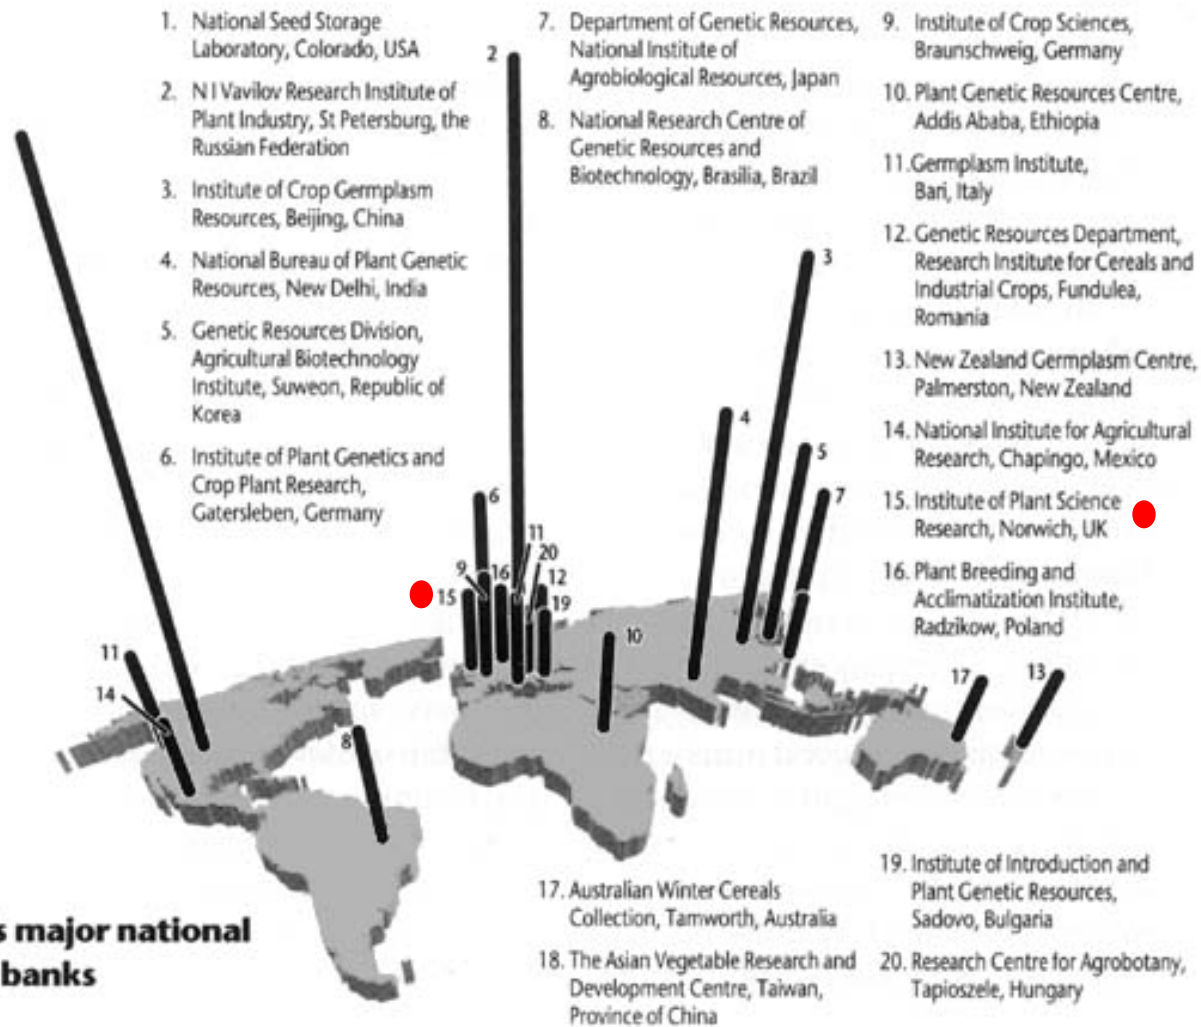 1. National Seed Storage
Laboratory, Colorado, USA
2. N I Vavilov Research Institute of
Plant Industry, St Petersburg, the
Russian Federation
3. Institute of Crop Germplasm
Resources, Beijing, China
4. National Bureau of Plant Genetic
Resources, New Delhi, India
5. Genetic Resources Division,
Agricultural Biotechnology
Institute, Suweon, Republic of
Korea
6. Institute of Plant Genetics and
Crop Plant Research,
Gatersleben, Germany
7. Department of Genetic Resources,
National Institute of
Agrobiological Resources, Japan
8. National Research Centre of
Genetic Resources and
Biotechnology, Brasilia, Brazil
9. Institute of Crop Sciences,
Braunschweig, Germany
10. Plant Genetic Resources Centre,
Addis Ababa, Ethiopia
11. Germplasm Institute,
Bari, Italy
12. Genetic Resources Department,
Research Institute for Cereals and
Industrial Crops, Fundulea,
Romania
13. New Zealand Germplasm Centre,
Palmerston, New Zealand
14. National Institute for Agricultural
Research, Chapingo, Mexico
15. Institute of Plant Science
Research, Norwich, UK
16. Plant Breeding and
Acclimatization Institute,
Radzikow, Poland
2
3
4
5
6
7
11
20
9
16
12
15
19
10
11
14
8
17
13
17. Australian Winter Cereals
Collection, Tamworth, Australia
18. The Asian Vegetable Research and
Development Centre, Taiwan,
Province of China
19. Institute of Introduction and
Plant Genetic Resources,
Sadovo, Bulgaria
20. Research Centre for Agrobotany,
Tapioszele, Hungary
s major national
banks